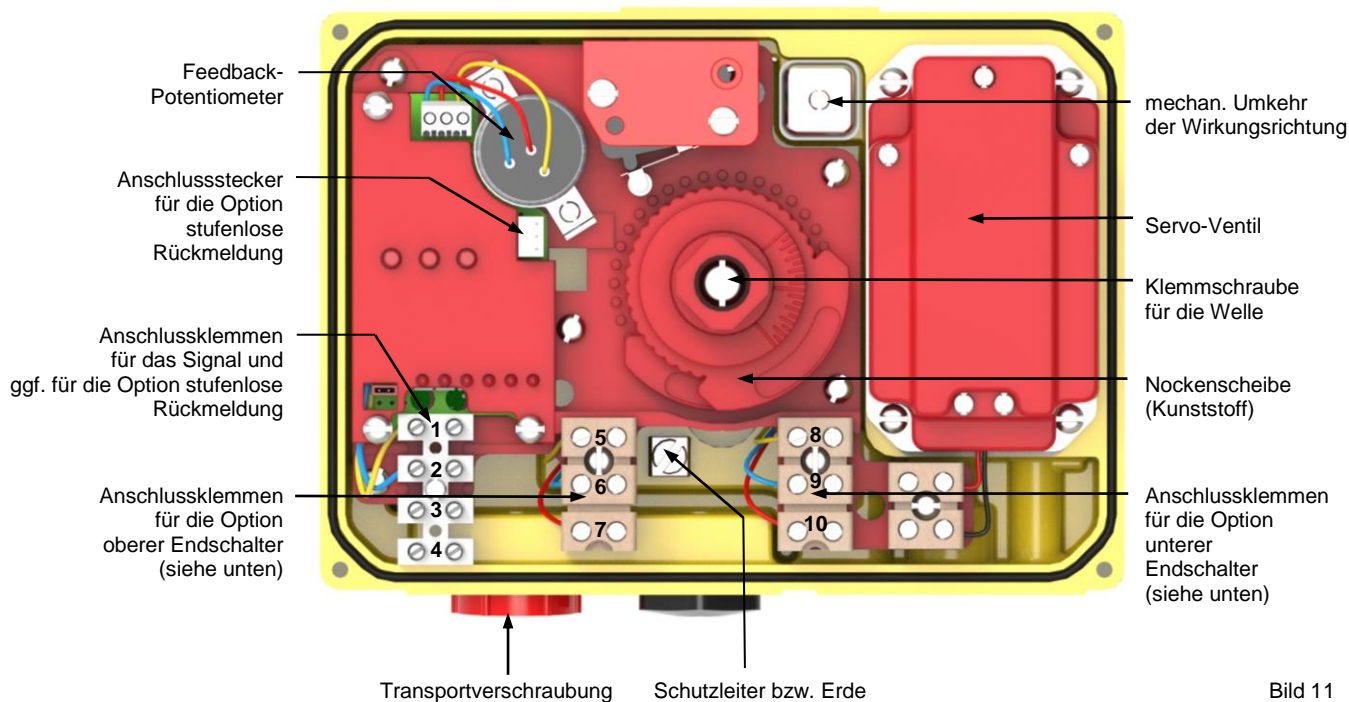 Feedback-
Potentiometer
Anschlussstecker
für die Option
stufenlose
Rückmeldung
Anschlussklemmen
für das Signal und
ggf. für die Option stufenlose
Rückmeldung
Anschlussklemmen
für die Option
oberer Endschalter
(siehe unten)
1
2
3
4
5
6
7
8
9
10
mechan. Umkehr
der Wirkungsrichtung
Servo-Ventil
Klemmschraube
für die Welle
Nockenscheibe
(Kunststoff)
Anschlussklemmen
für die Option
unterer
Endschalter
(siehe unten)
Transportverschraubung
Schutzleiter bzw. Erde
Bild 11